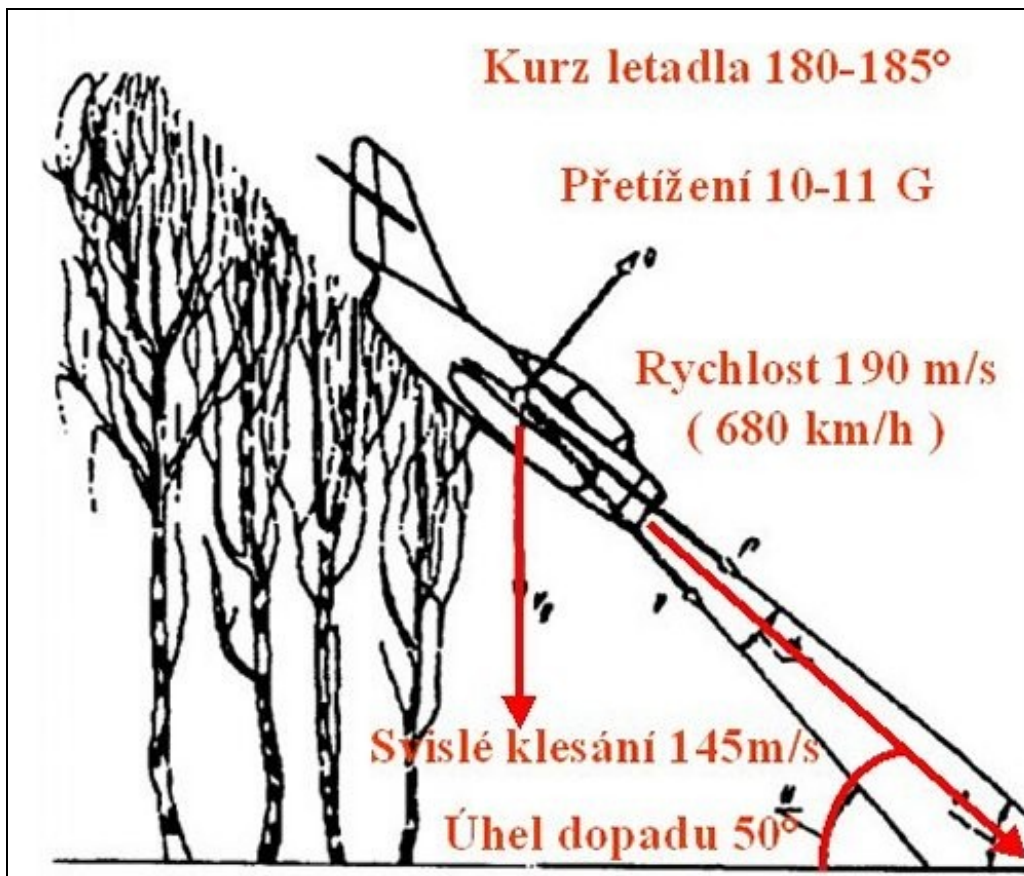 Kurz letadla 180-185°
Přetížení 10-11 G
Rychlost 190 m/s
( 680 km/h )
Svislé klesání 145m/s
Úhel dopadu 50°